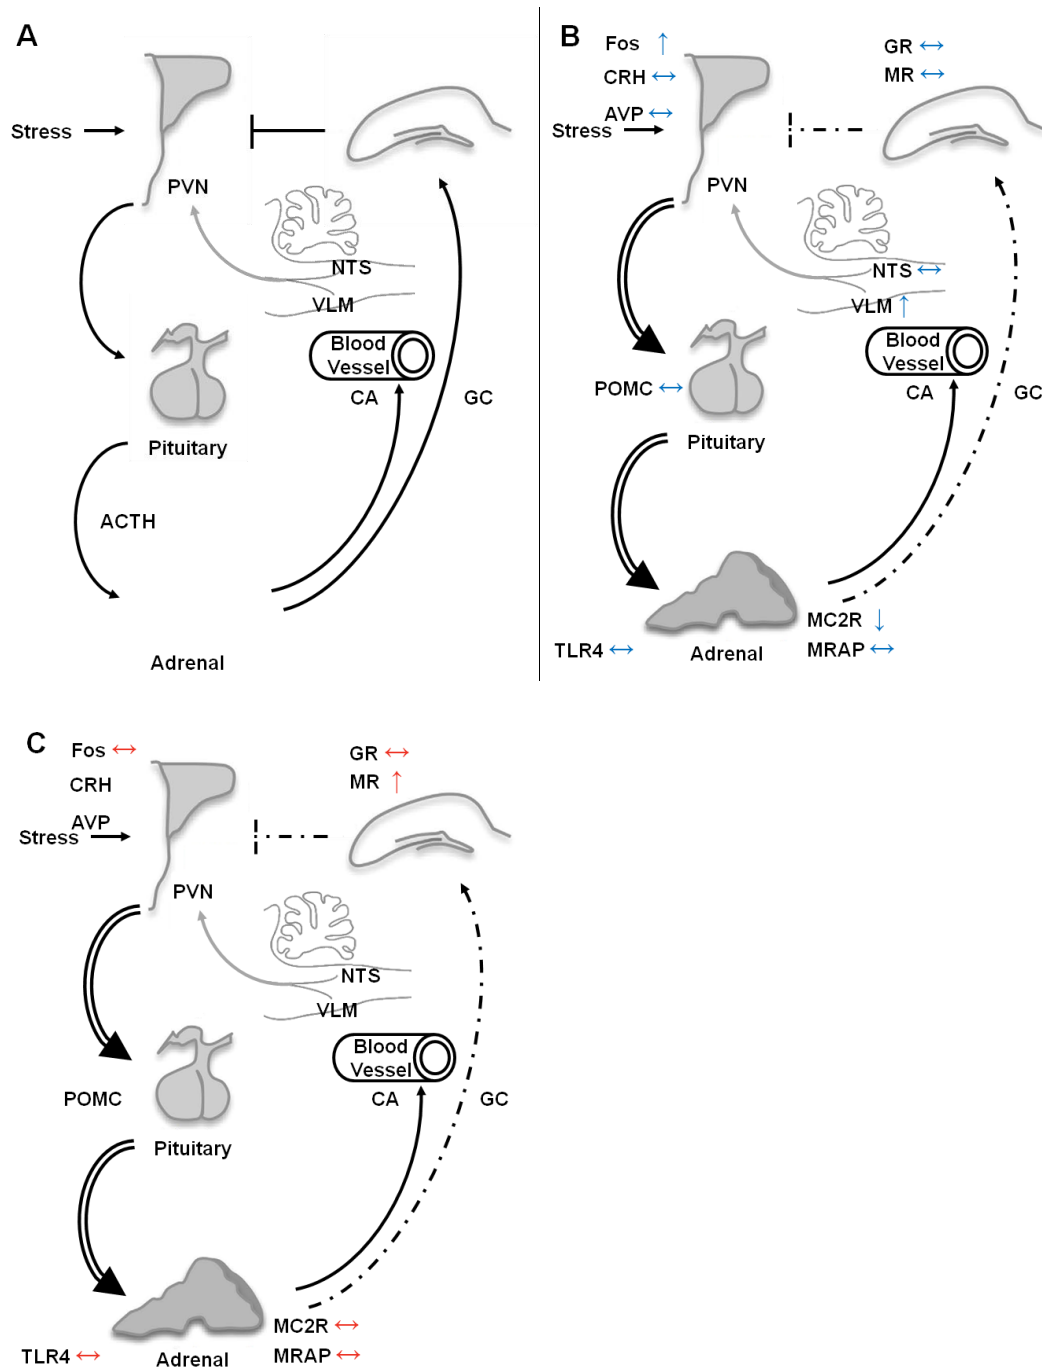 A
Stress
PVN
NTS
VLM
Blood
Vessel
CA
GC
Pituitary
ACTH
Adrenal
B
Fos ↑
CRH ↔
AVP ↔
Stress
GR ↔
MR ↔
PVN
NTS ↔
VLM ↑
Blood
Vessel
POMC ↔
CA
GC
Pituitary
MC2R ↓
TLR4 ↔
Adrenal
MRAP ↔
C
Fos ↔
CRH
AVP
Stress
GR ↔
MR ↑
PVN
NTS
VLM
Blood
Vessel
POMC
CA
GC
Pituitary
MC2R ↔
TLR4 ↔
Adrenal
MRAP ↔